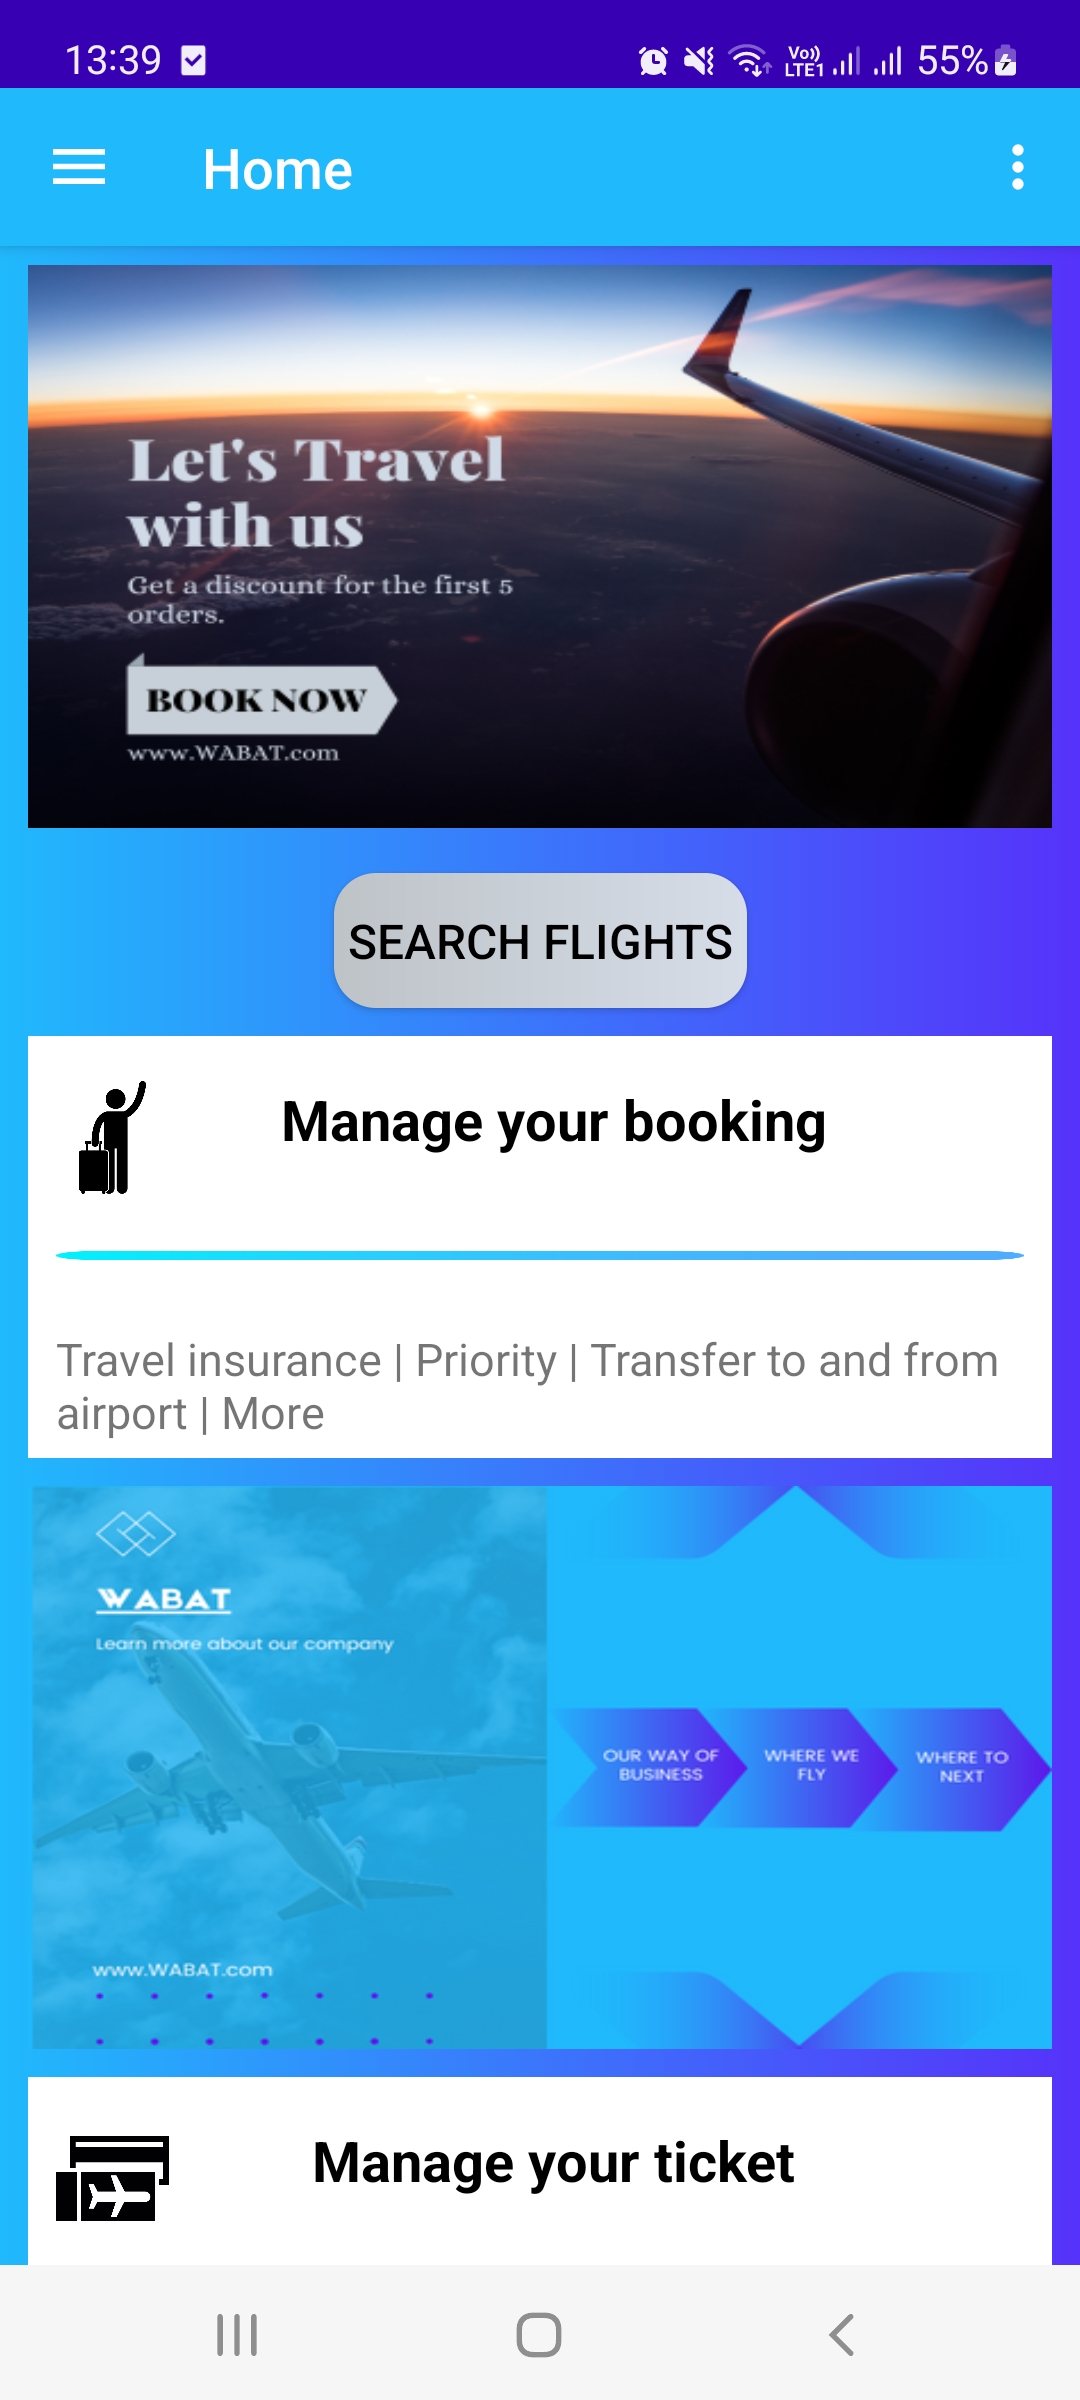 13:39
Vo)) LTE1 55%
Home
Let's Travel
with us
Get a discount for the first 5
orders.
BOOK NOW
www.WABAT.com
SEARCH FLIGHTS
Manage your booking
Travel insurance | Priority | Transfer to and from
airport | More
WABAT
Learn more about our company
OUR WAY OF
BUSINESS
WHERE WE
FLY
WHERE TO
NEXT
www.WABAT.com
Manage your ticket